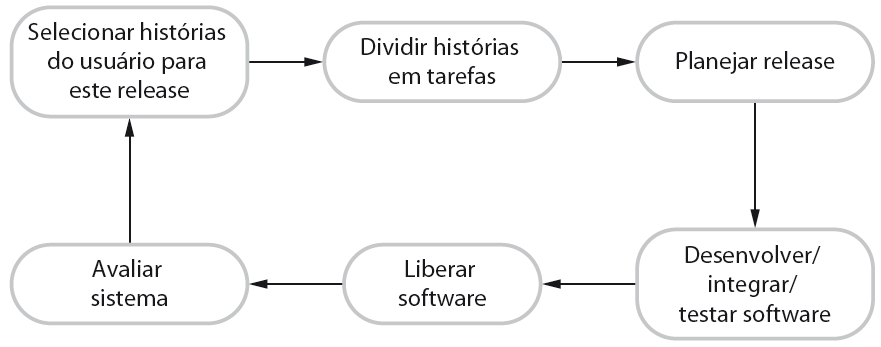 Selecionar histórias
do usuário para
este release
Dividir histórias
em tarefas
Planejar release
Desenvolver/
integrar/
testar software
Liberar
software
Avaliar
sistema